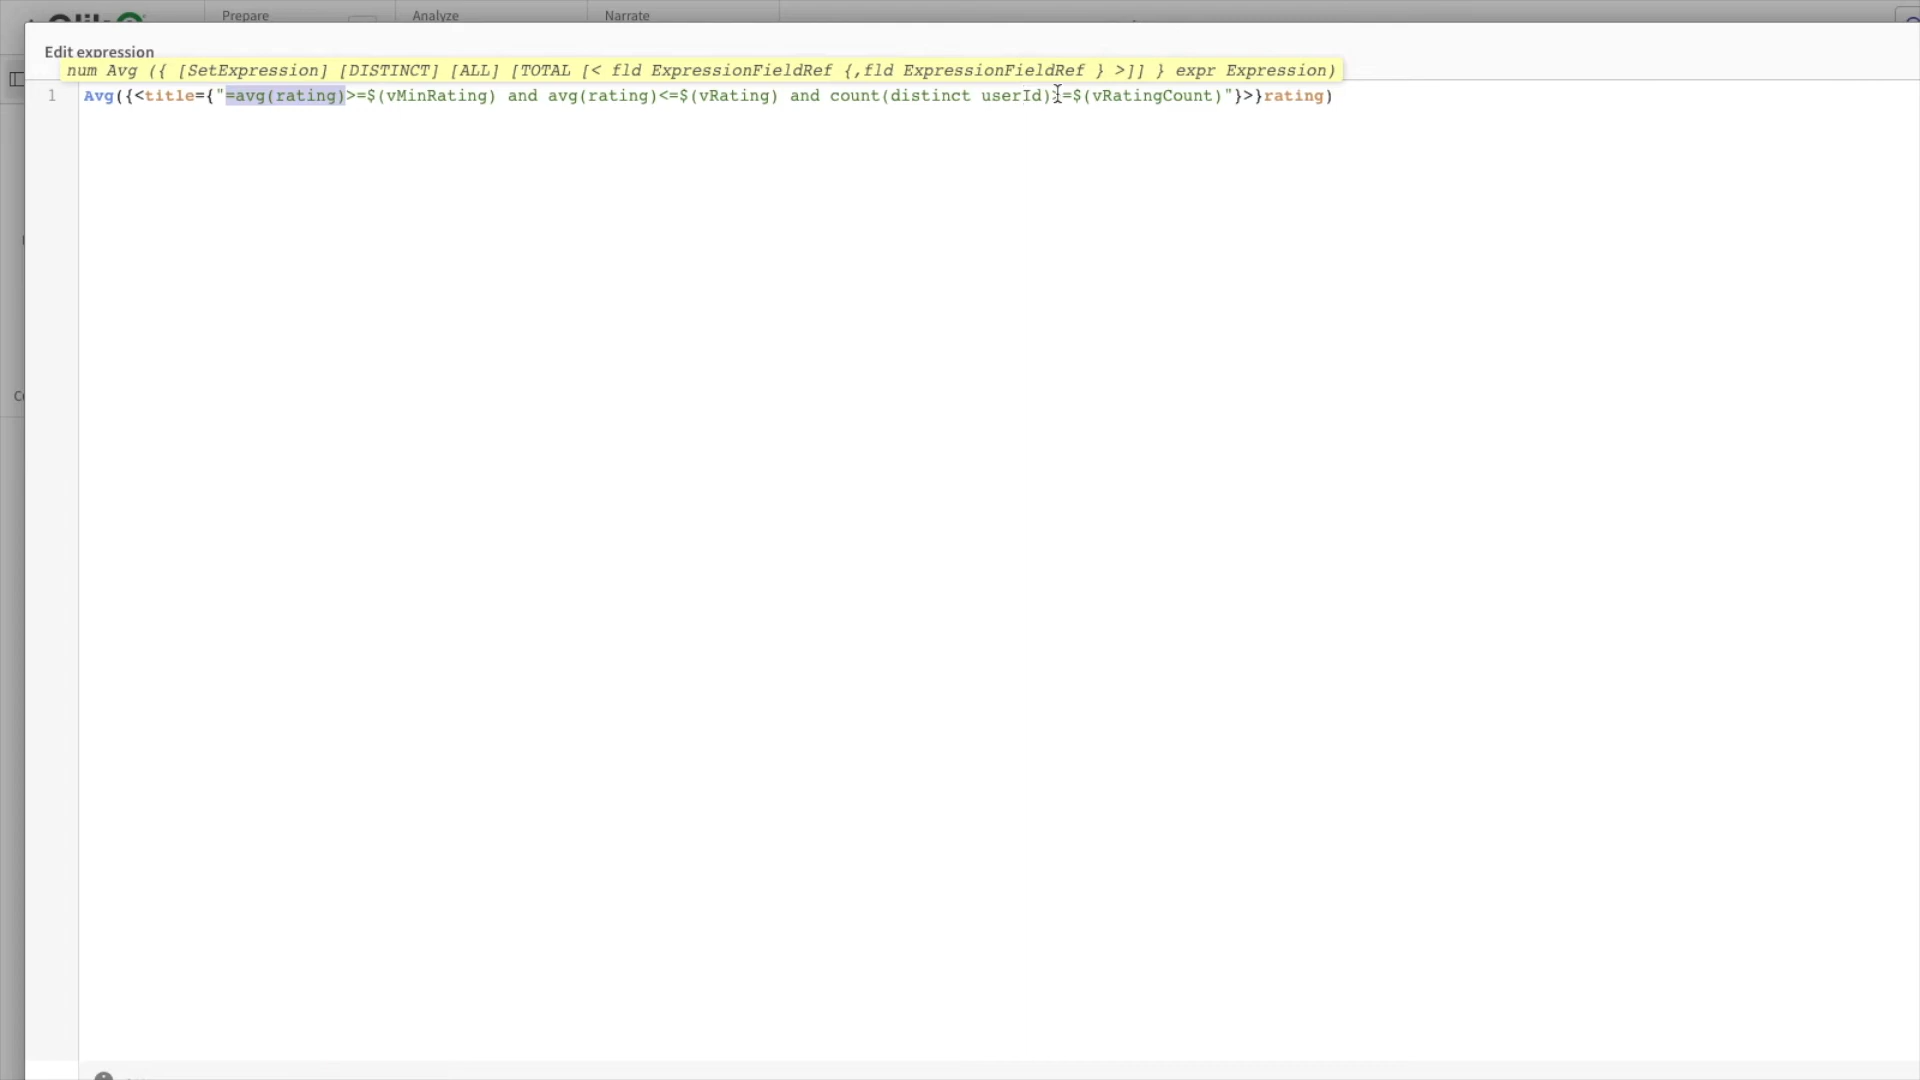 Qlik
Prepare
Analyze
Narrate
Edit expression
num Avg ({ [SetExpression] [DISTINCT] [ALL] [TOTAL [< fld ExpressionFieldRef {,fld ExpressionFieldRef } >]] } expr Expression)
1 Avg({<title={"=avg(rating)>=$(vMinRating) and avg(rating)<=$(vRating) and count(distinct userId)>=$(vRatingCount)"}>}rating)